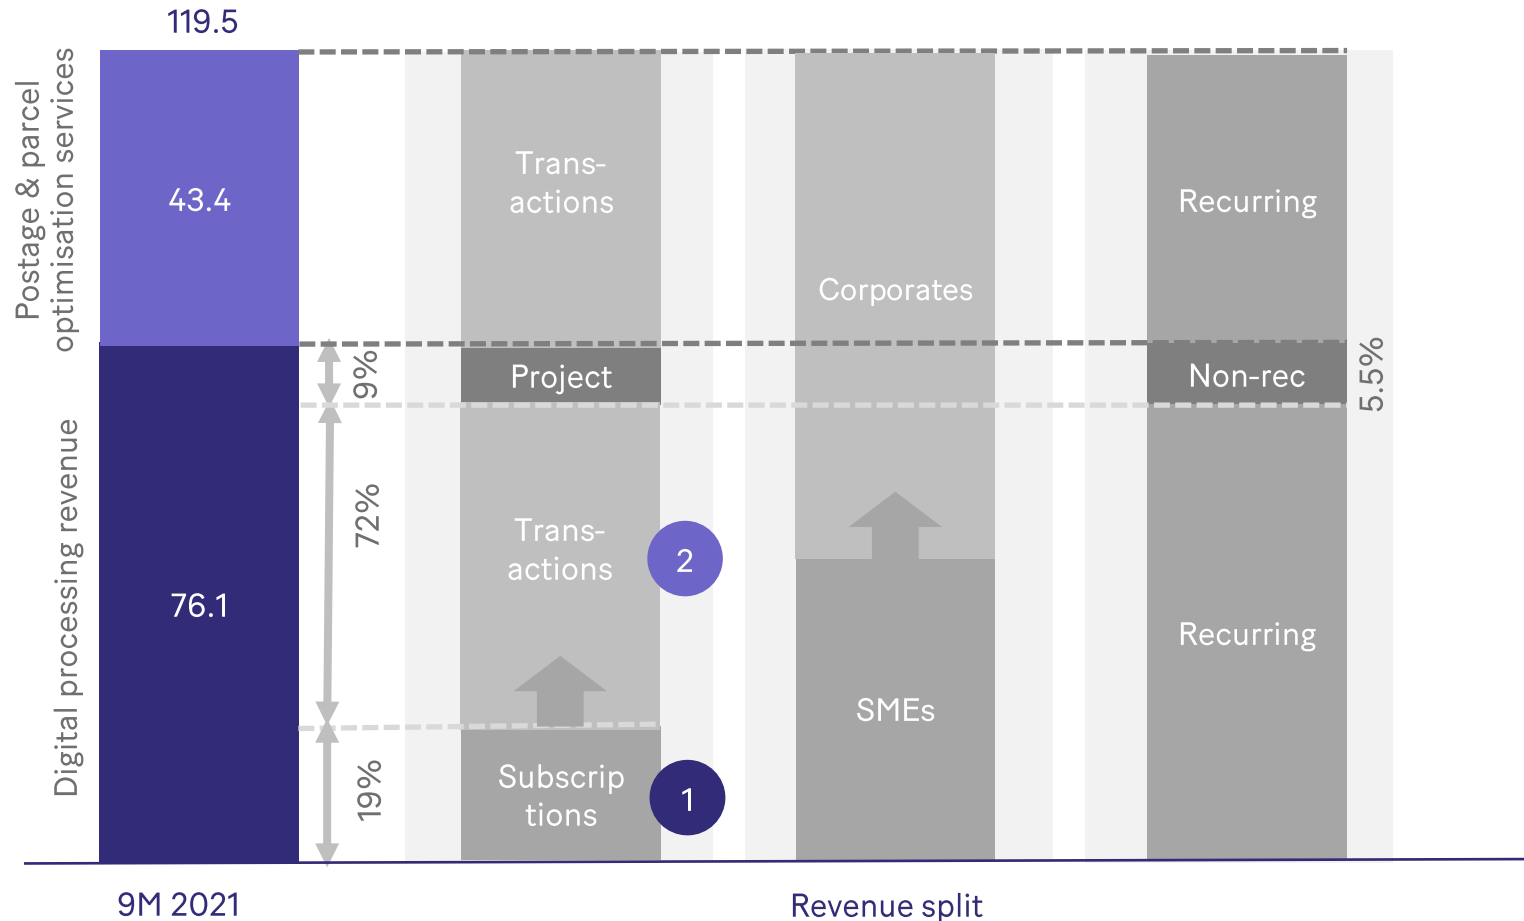 119.5
Postage & parcel
optimisation services
43.4
Trans-
actions
Corporates
Recurring
9%
Project
Non-rec
5.5%
Digital processing revenue
76.1
72%
Trans-
actions
2
Recurring
SMEs
19%
Subscrip
tions
1
9M 2021
Revenue split